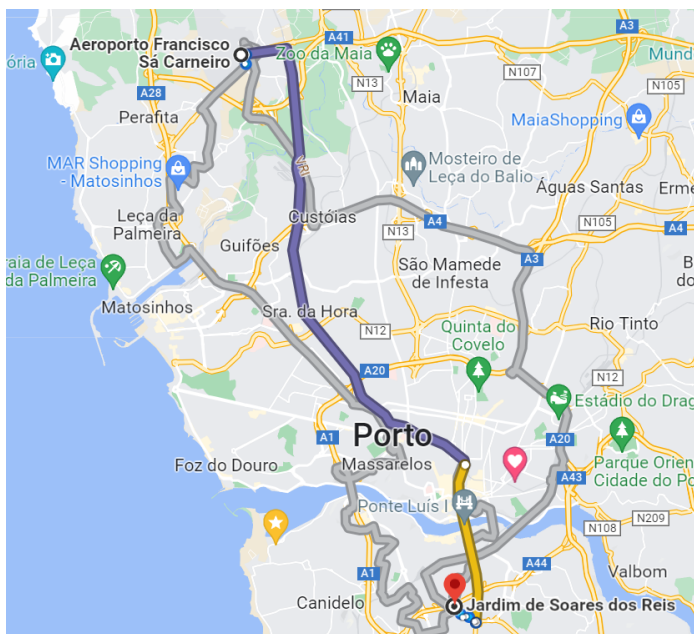 Aeroporto Francisco
Sá Carneiro
A41
Zoo da Maia
A3
Mund
ória
N13
N107
N105
A28
Maia
Perafita
MaiaShopping
MAR Shopping
- Matosinhos
VRI
Mosteiro de
Leça do Balio
Águas Santas
Erme
Leça da
Palmeira
Custóias
A4
N105
A4
Guifões
N13
A3
raia de Leça
da Palmeira
São Mamede
de Infesta
B
do
Matosinhos
Sra. da Hora
N12
Quinta do
Covelo
Rio Tinto
A20
N12
Estádio do Drag
A1
Porto
A20
Foz do Douro
Massarelos
Parque Orien
Cidade do Po
A43
Ponte Luís I
N209
N108
A44
A1
Valbom
Canidelo
Jardim de Soares dos Reis